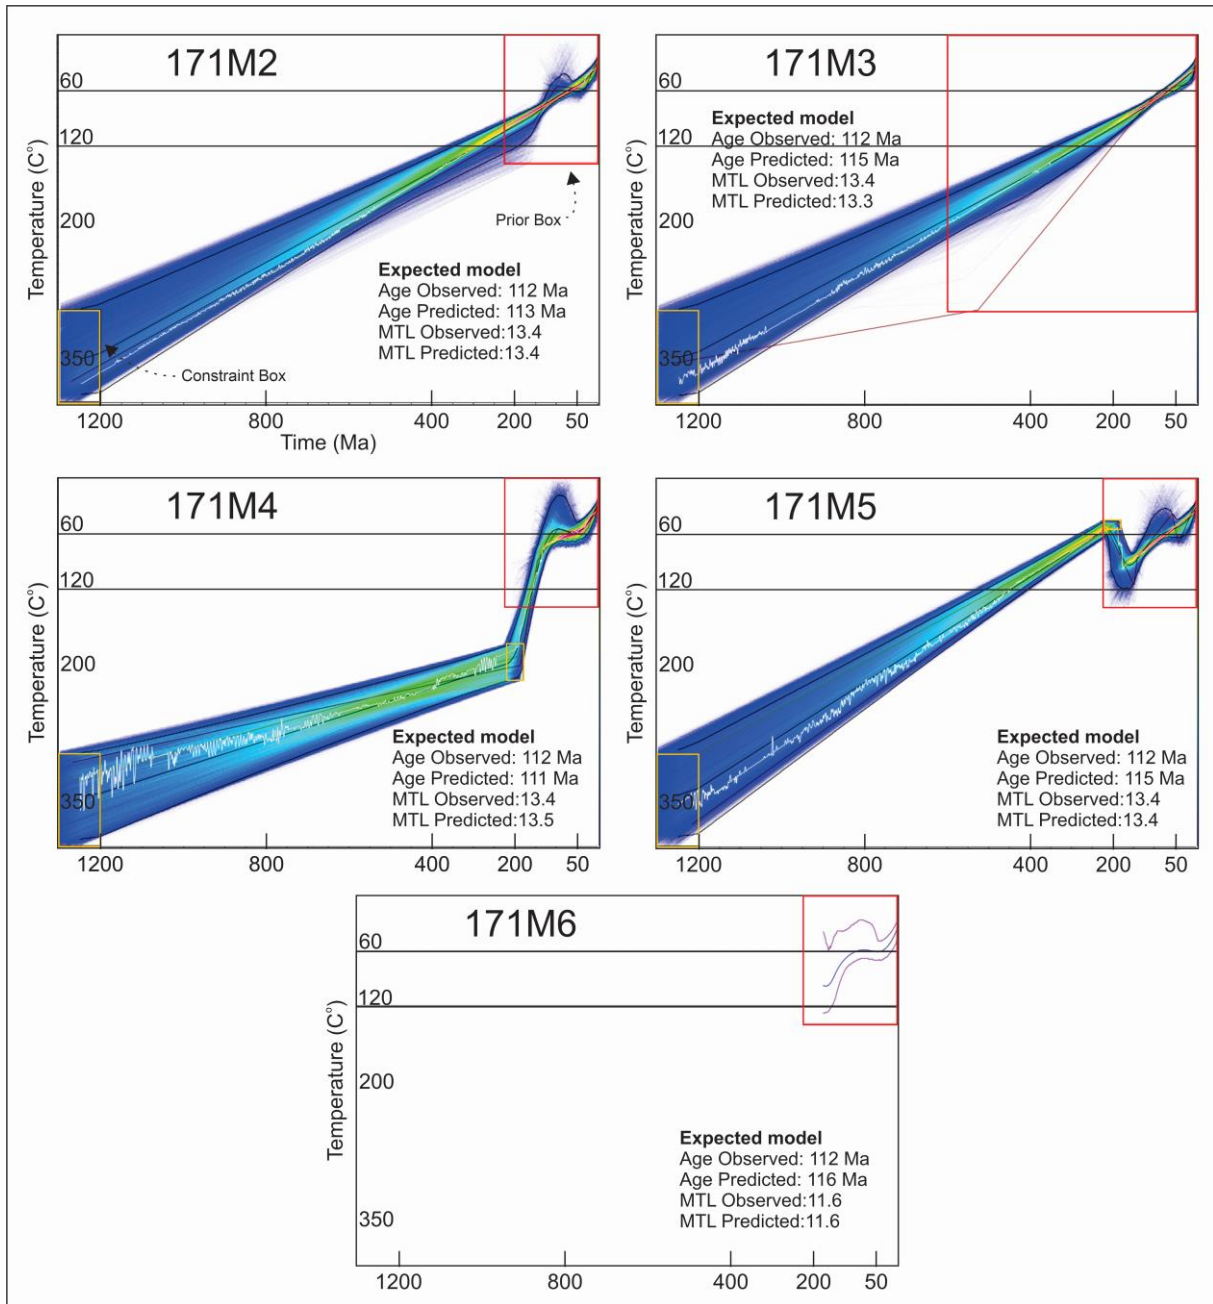 171M2
60
120
200
350
Temperature (C°)
Prior Box
Constraint Box
Expected model
Age Observed: 112 Ma
Age Predicted: 113 Ma
MTL Observed:13.4
MTL Predicted:13.4
1200 800 400 200 50
Time (Ma)
171M3
60
120
200
350
Temperature (C°)
Expected model
Age Observed: 112 Ma
Age Predicted: 115 Ma
MTL Observed:13.4
MTL Predicted:13.3
1200 800 400 200 50
171M4
60
120
200
350
Temperature (C°)
Expected model
Age Observed: 112 Ma
Age Predicted: 111 Ma
MTL Observed:13.4
MTL Predicted:13.5
1200 800 400 200 50
171M5
60
120
200
350
Temperature (C°)
Expected model
Age Observed: 112 Ma
Age Predicted: 115 Ma
MTL Observed:13.4
MTL Predicted:13.4
1200 800 400 200 50
171M6
60
120
200
350
Temperature (C°)
Expected model
Age Observed: 112 Ma
Age Predicted: 116 Ma
MTL Observed:11.6
MTL Predicted:11.6
1200 800 400 200 50